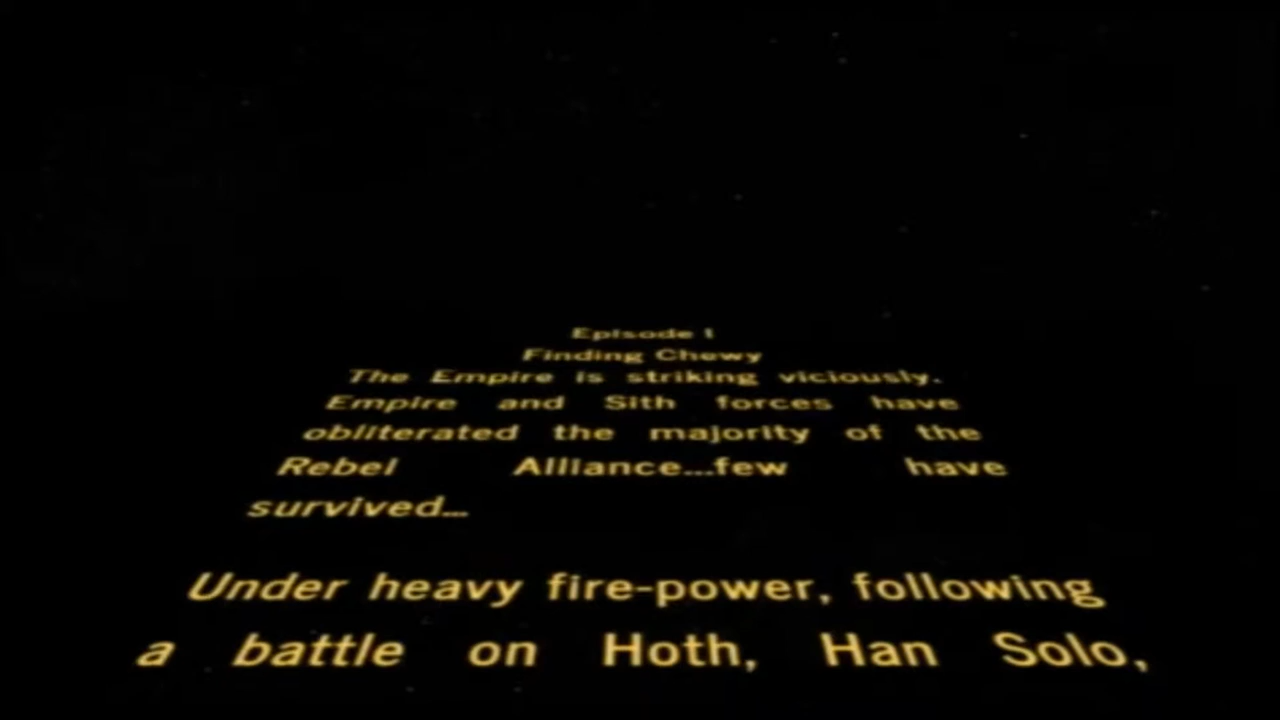 Episode I
Finding Chewy
The Empire is striking viciously.
Empire and Sith forces have
obliterated the majority of the
Rebel Alliance...few have
survived...
Under heavy fire-power, following
a battle on Hoth, Han Solo,